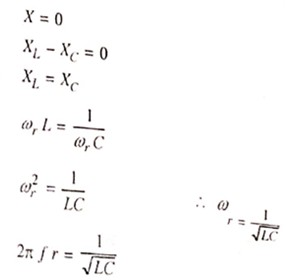 X = 0
X_L − X_C = 0
X_L = X_C
ω_r L = 1/(ω_r C)
ω_r² = 1/(LC)
∴ ω_r = 1/√(LC)
2π f r = 1/√(LC)